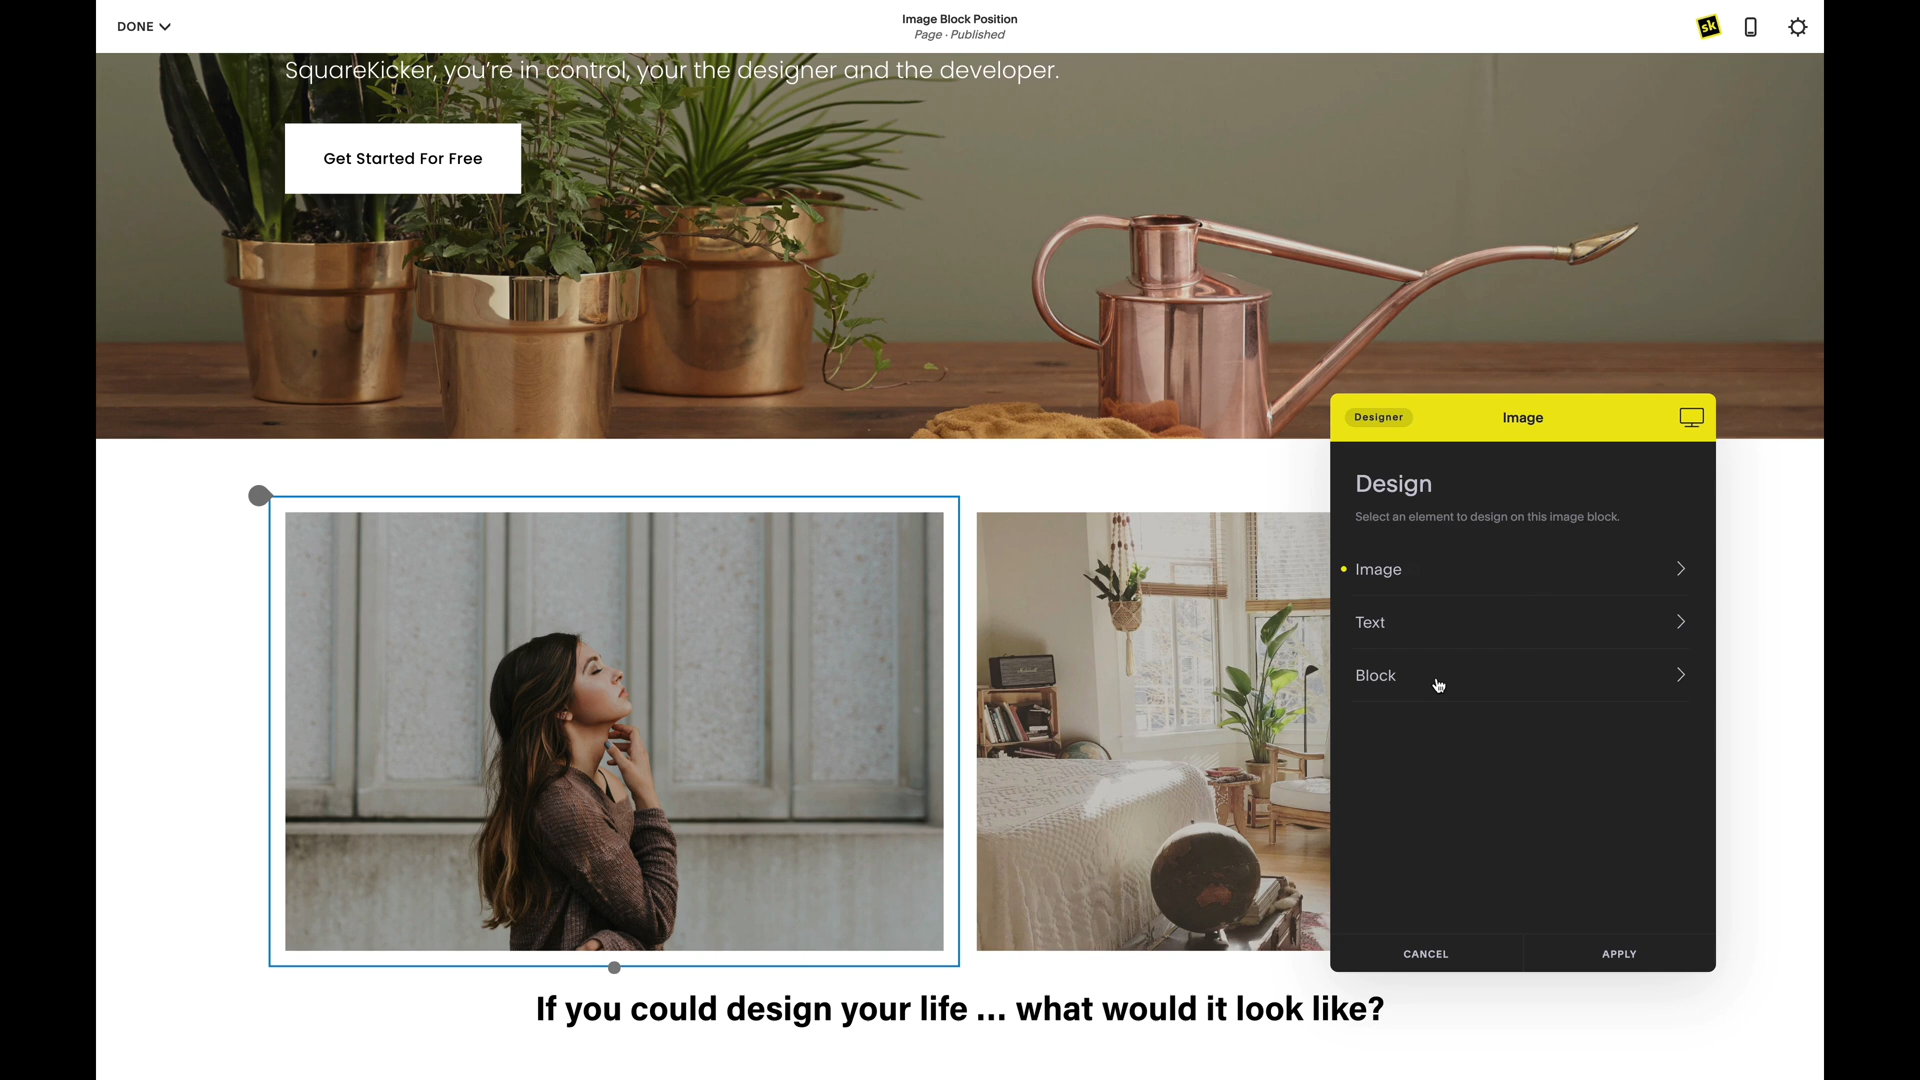 DONE
Image Block Position
Page · Published
sk
SquareKicker, you're in control, your the designer and the developer.
Get Started For Free
Designer
Image
Design
Select an element to design on this image block.
Image
Text
Block
CANCEL
APPLY
If you could design your life ... what would it look like?